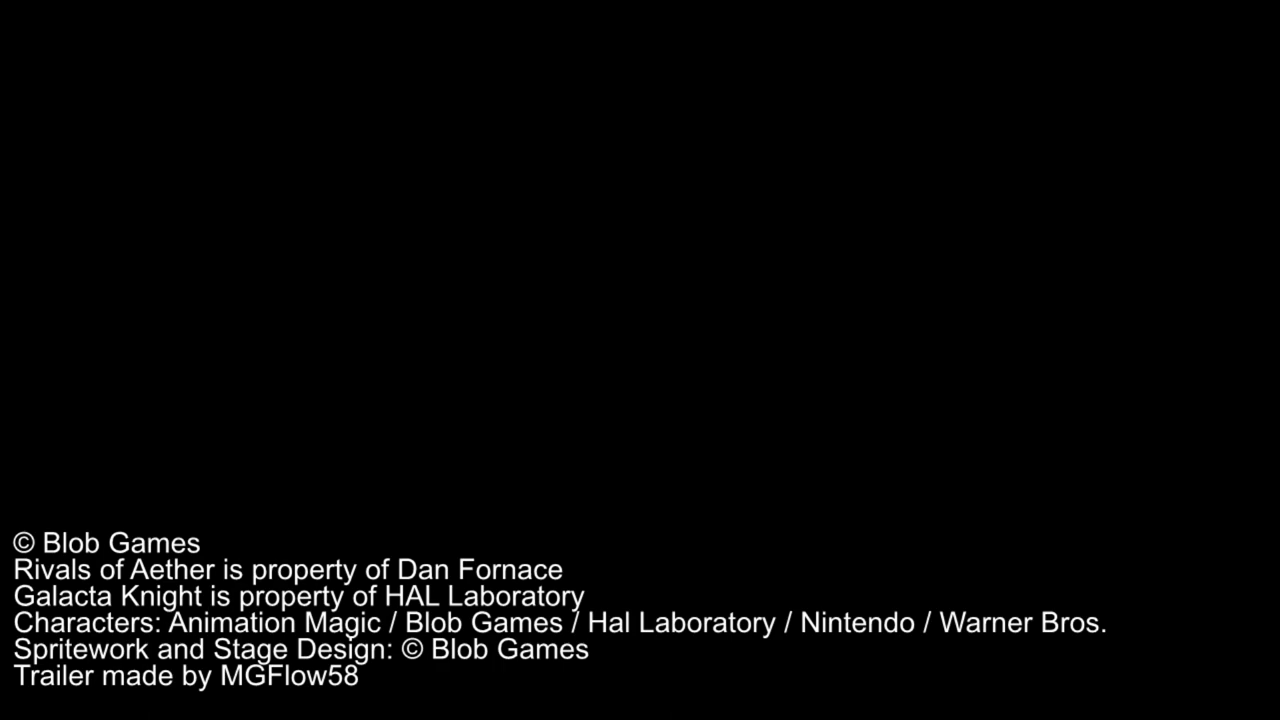 © Blob Games
Rivals of Aether is property of Dan Fornace
Galacta Knight is property of HAL Laboratory
Characters: Animation Magic / Blob Games / Hal Laboratory / Nintendo / Warner Bros.
Spritework and Stage Design: © Blob Games
Trailer made by MGFlow58